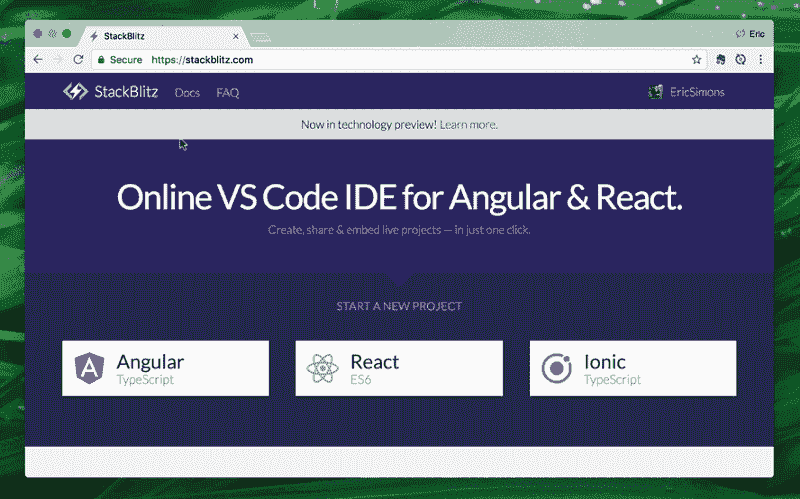 StackBlitz
Eric
Secure https://stackblitz.com
StackBlitz Docs FAQ EricSimons
Now in technology preview! Learn more.
Online VS Code IDE for Angular & React.
Create, share & embed live projects — in just one click.
START A NEW PROJECT
Angular
TypeScript
React
ES6
Ionic
TypeScript